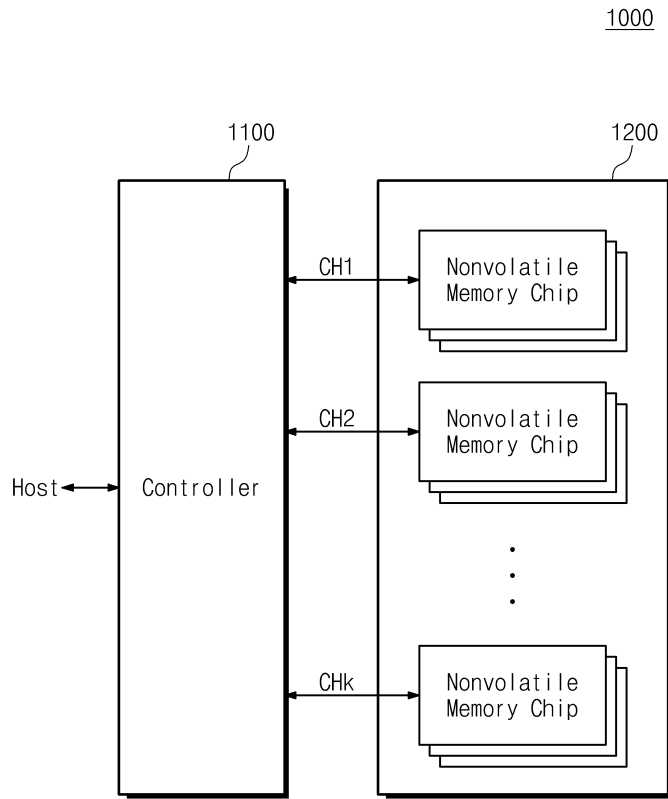 1000
1100
1200
CH1
Nonvolatile
Memory Chip
CH2
Nonvolatile
Memory Chip
Host
Controller
CHk
Nonvolatile
Memory Chip